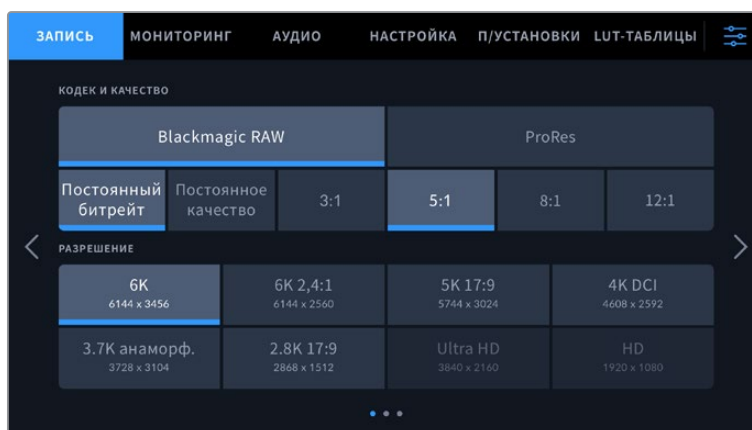 ЗАПИСЬ МОНИТОРИНГ АУДИО НАСТРОЙКА П/УСТАНОВКИ LUT-ТАБЛИЦЫ
КОДЕК И КАЧЕСТВО
Blackmagic RAW ProRes
Постоянный битрейт Постоянное качество 3:1 5:1 8:1 12:1
РАЗРЕШЕНИЕ
6K 6K 2,4:1 5K 17:9 4K DCI
6144 x 3456 6144 x 2560 5744 x 3024 4608 x 2592
3.7K анаморф. 2.8K 17:9 Ultra HD HD
3728 x 3104 2868 x 1512 3840 x 2160 1920 x 1080